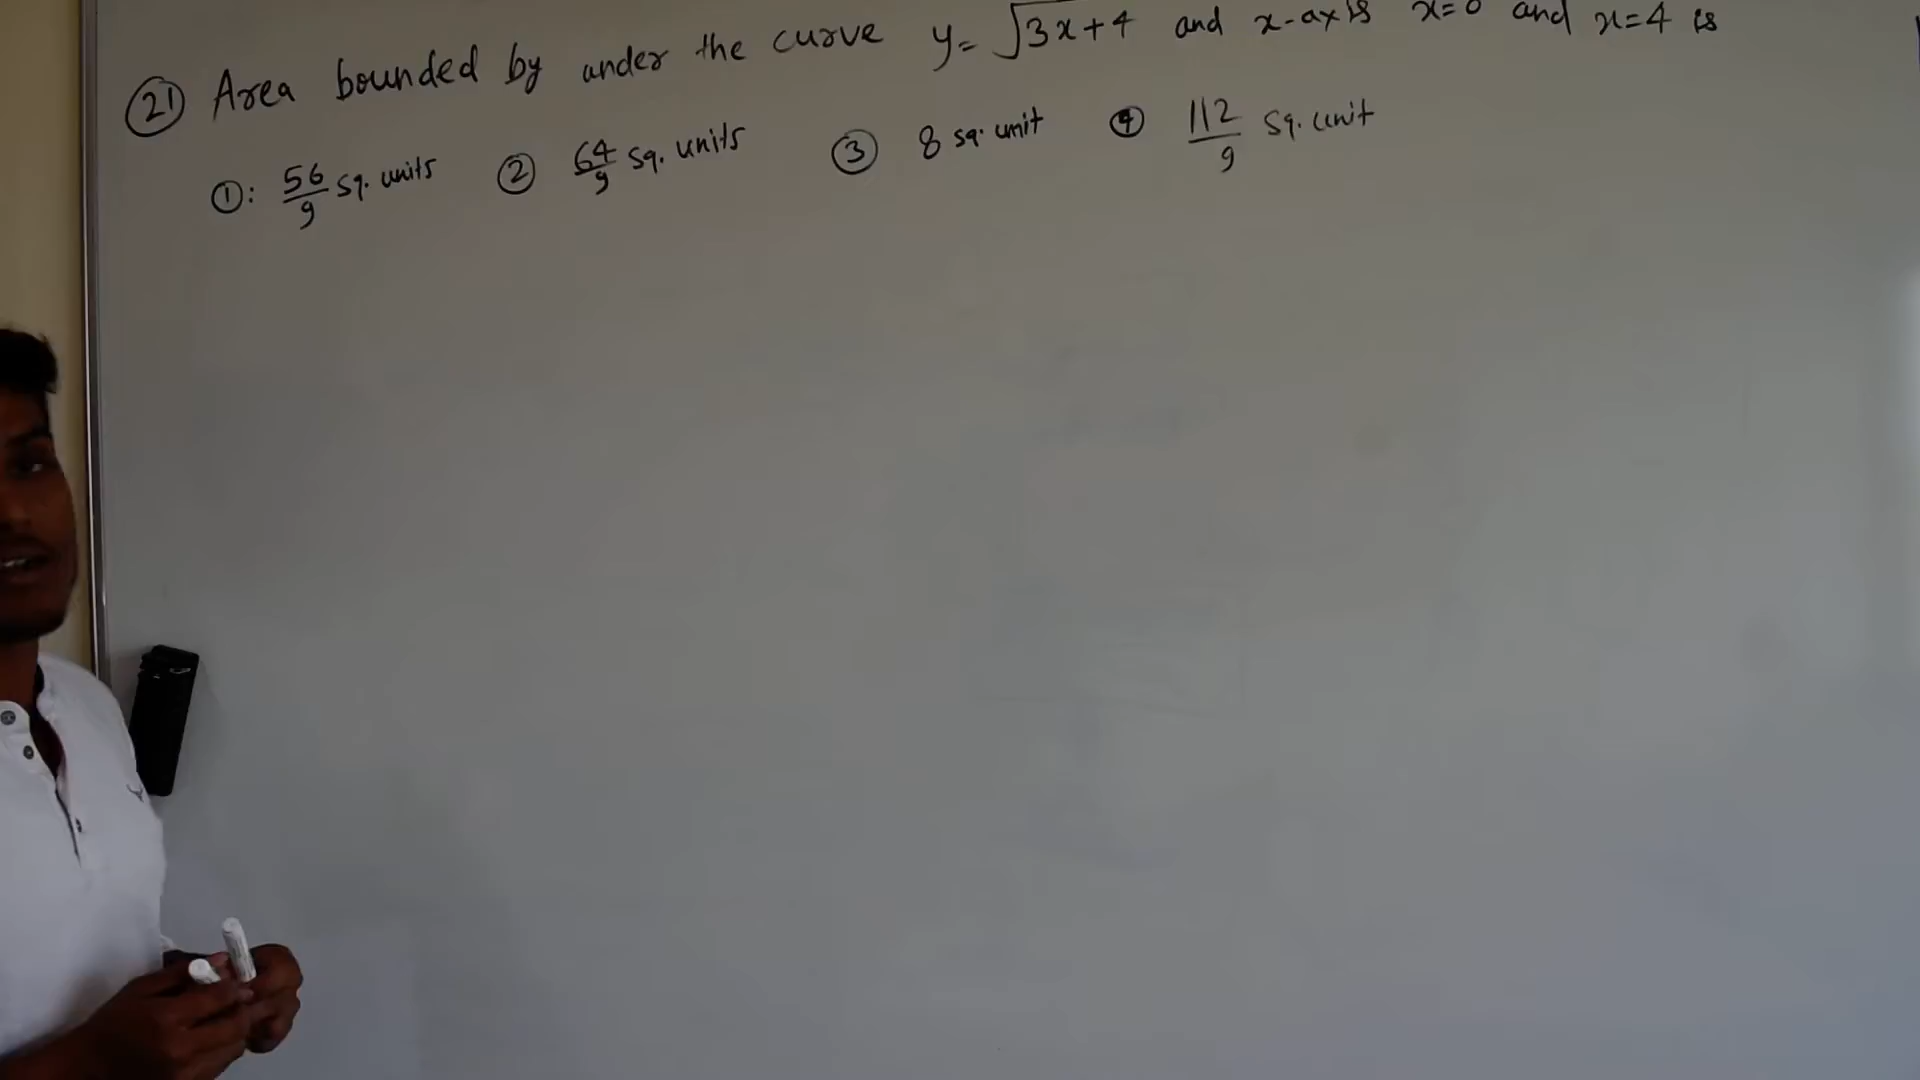 21 Area bounded by under the curve y = √3x+4 and x-axis x=0 and x=4 is
①: 56/9 sq. units ② 64/9 sq. units ③ 8 sq. unit ④ 112/9 sq. unit